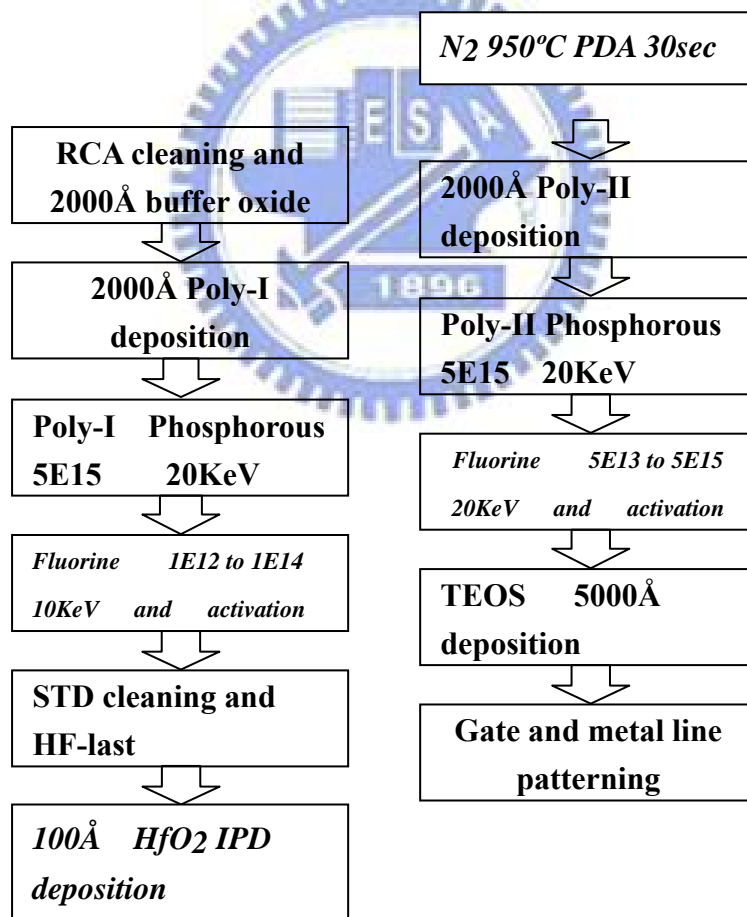 RCA cleaning and
2000Å buffer oxide
2000Å Poly-I
deposition
Poly-I Phosphorous
5E15 20KeV
Fluorine 1E12 to 1E14
10KeV and activation
STD cleaning and
HF-last
100Å HfO2 IPD
deposition
N2 950ºC PDA 30sec
2000Å Poly-II
deposition
Poly-II Phosphorous
5E15 20KeV
Fluorine 5E13 to 5E15
20KeV and activation
TEOS 5000Å
deposition
Gate and metal line
patterning
E S A
1896